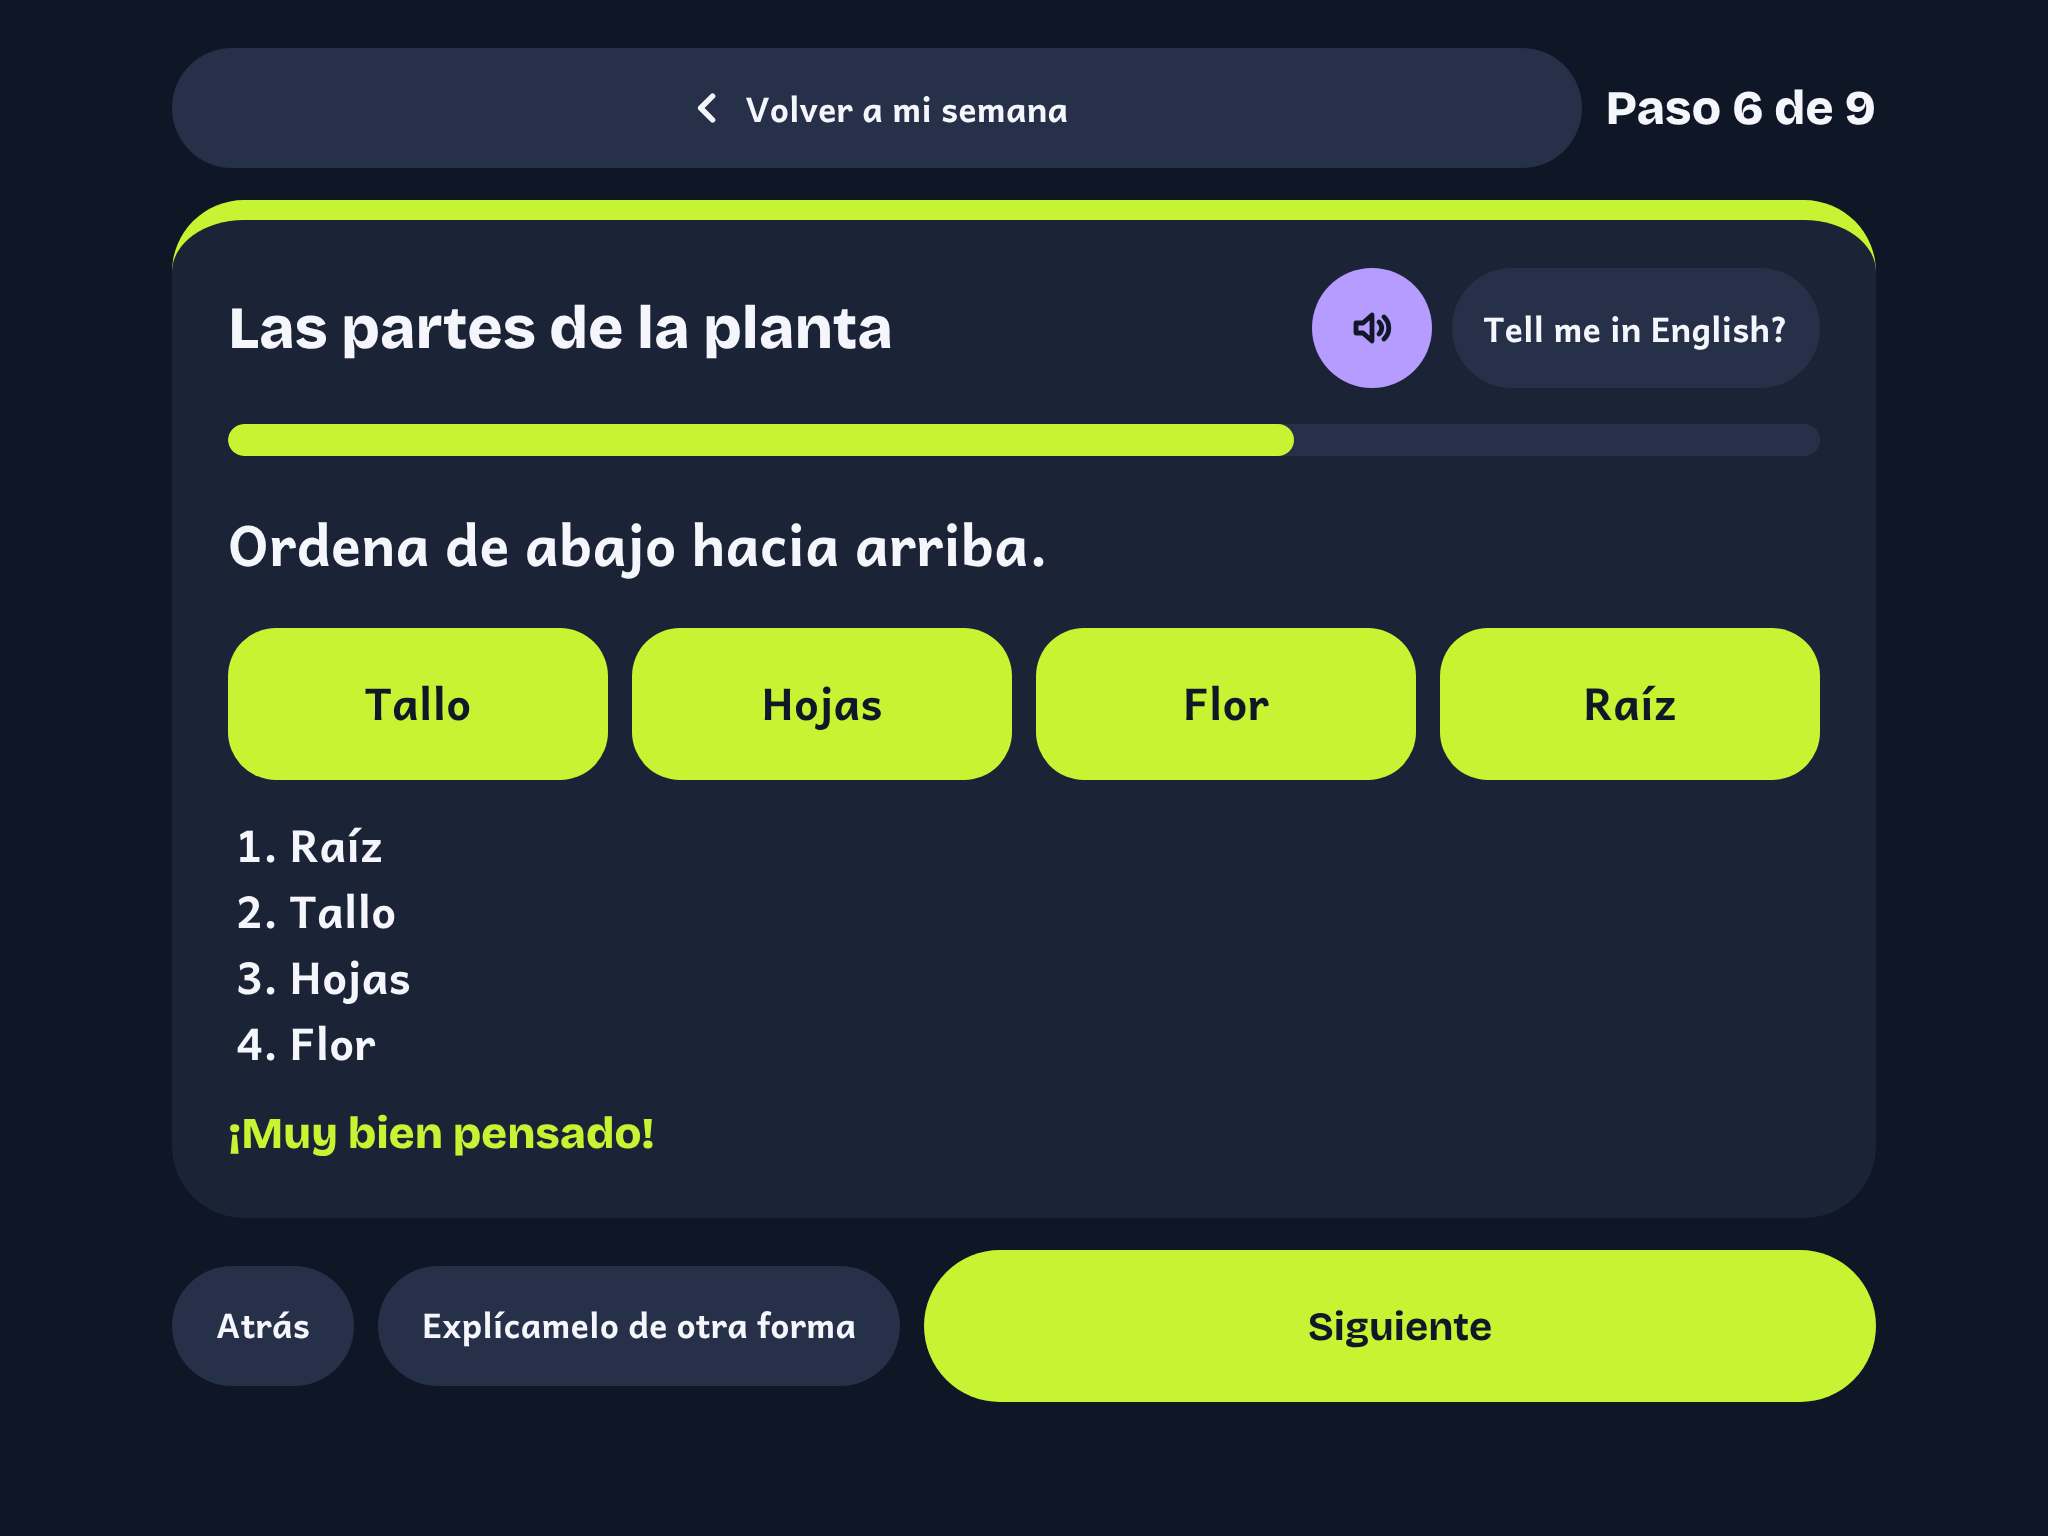 Volver a mi semana
Paso 6 de 9
Las partes de la planta
Tell me in English?
Ordena de abajo hacia arriba.
Tallo
Hojas
Flor
Raíz
1. Raíz
2. Tallo
3. Hojas
4. Flor
¡Muy bien pensado!
Atrás
Explícamelo de otra forma
Siguiente